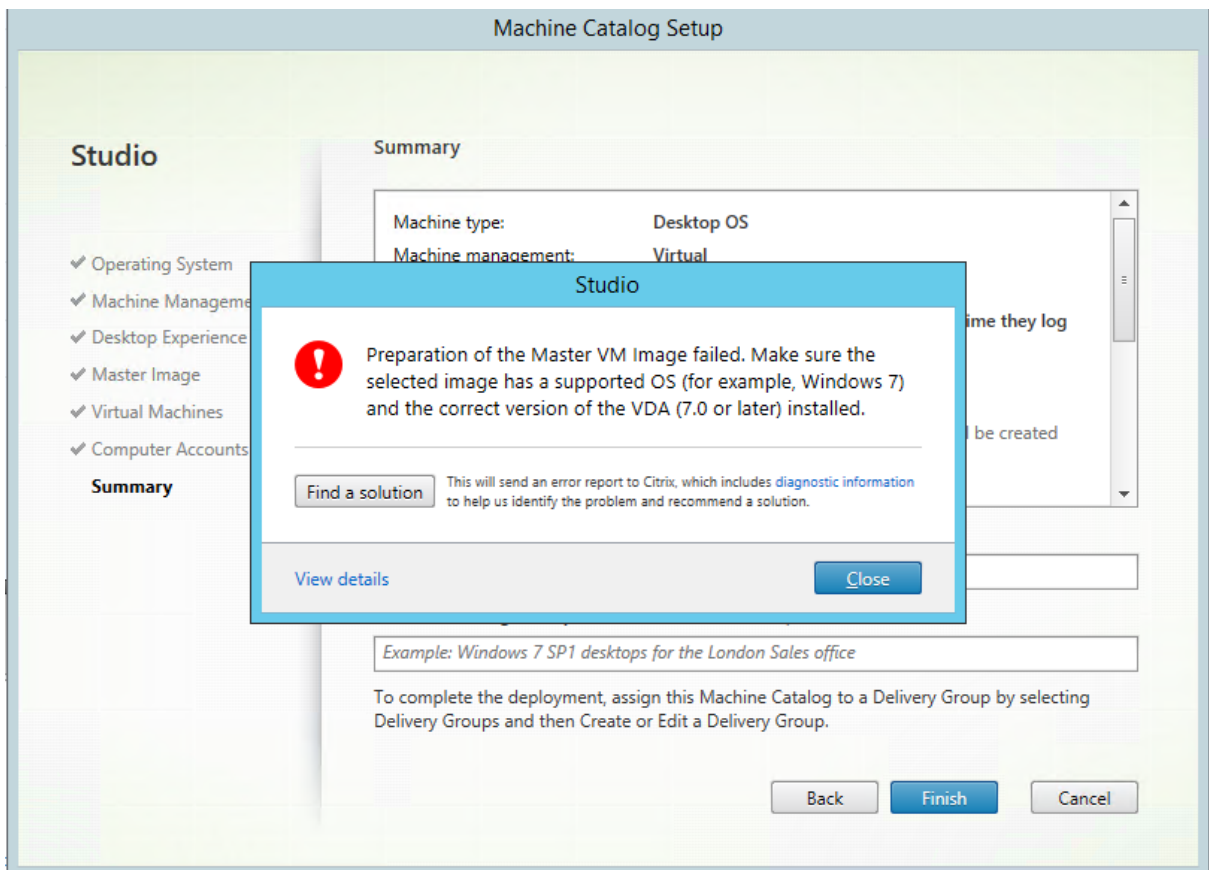 Machine Catalog Setup
Studio
Operating System
Machine Manageme
Desktop Experience
Master Image
Virtual Machines
Computer Accounts
Summary
Summary
Machine type: Desktop OS
Machine management: Virtual
ime they log
l be created
Studio
Preparation of the Master VM Image failed. Make sure the
selected image has a supported OS (for example, Windows 7)
and the correct version of the VDA (7.0 or later) installed.
Find a solution
This will send an error report to Citrix, which includes diagnostic information
to help us identify the problem and recommend a solution.
View details
Close
Example: Windows 7 SP1 desktops for the London Sales office
To complete the deployment, assign this Machine Catalog to a Delivery Group by selecting
Delivery Groups and then Create or Edit a Delivery Group.
Back
Finish
Cancel